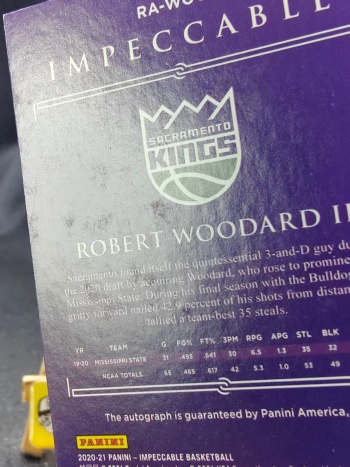 RA-WO
IMPECCABLE
SACRAMENTO
KINGS
ROBERT WOODARD II
Sacramento found itself the quintessential 3-and-D guy du
the 2020 draft by acquiring Woodard, who rose to promine
Mississippi State. During his final season with the Bulldog
gritty forward nailed 42.9 percent of his shots from distan
tallied a team-best 35 steals.
YR TEAM G FG% FT% 3PM RPG APG STL BLK
19-20 MISSISSIPPI STATE 31 .495 .641 30 6.5 1.3 35 32
NCAA TOTALS 65 .465 .617 42 5.3 1.0 53 49
The autograph is guaranteed by Panini America,
PANINI
2020-21 PANINI – IMPECCABLE BASKETBALL